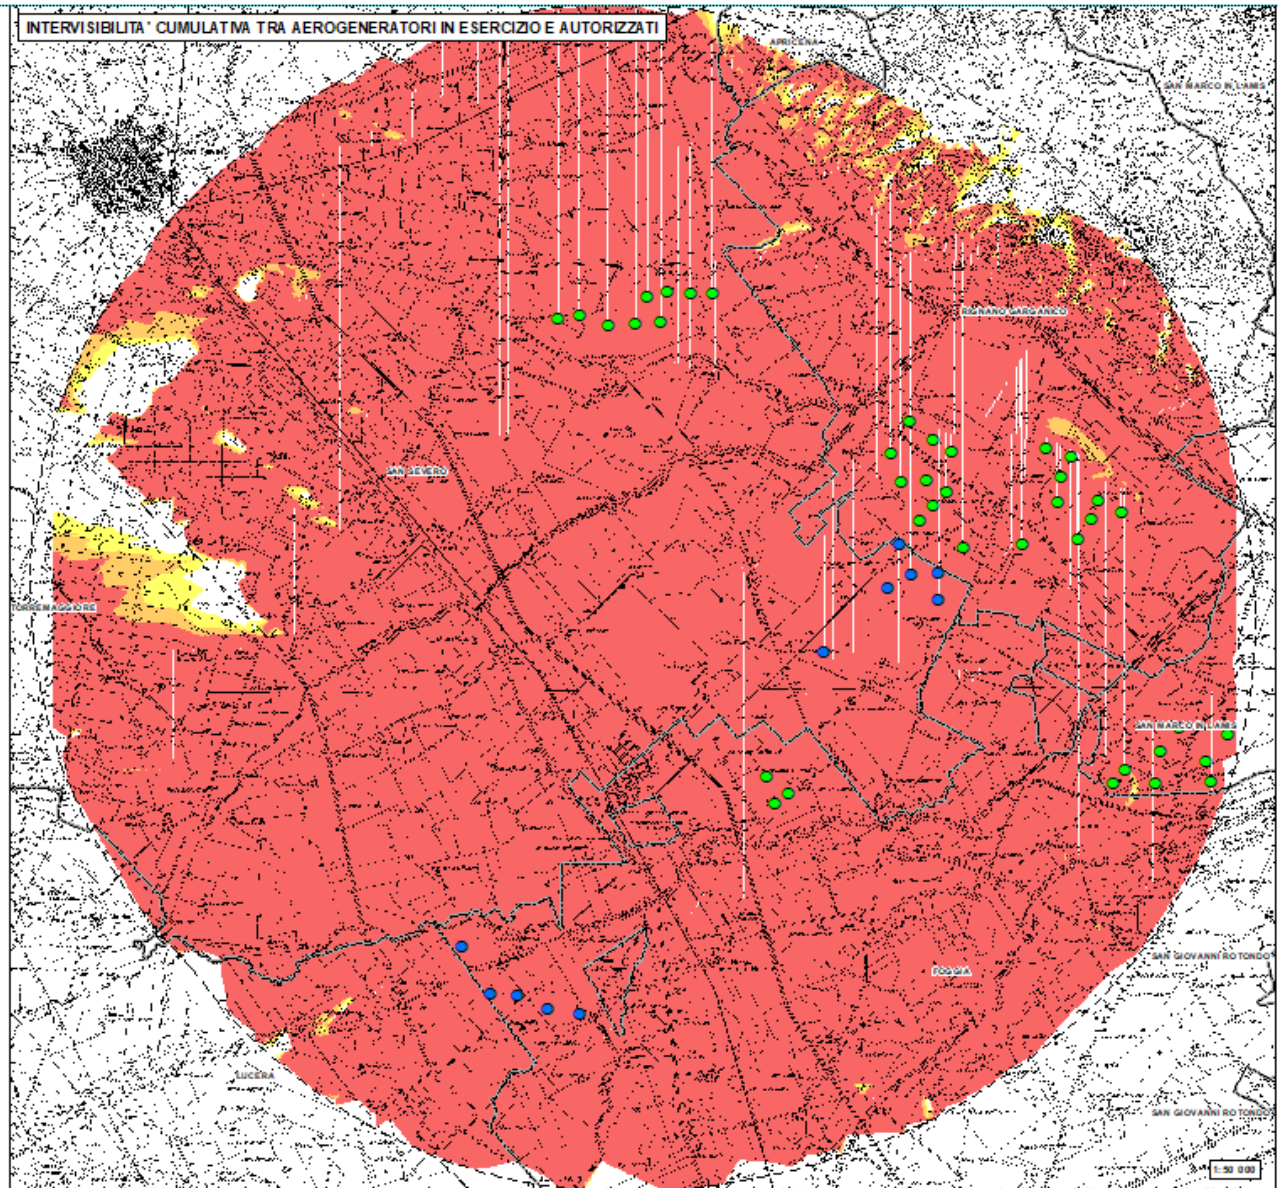 INTERVISIBILITA' CUMULATIVA TRA AEROGENERATORI IN ESERCIZIO E AUTORIZZATI
APRICENA
SAN MARCO IN LAMIS
RIGNANO GARGANICO
SAN SEVERO
TORREMAGGIORE
SAN MARCO IN LAMIS
SAN GIOVANNI ROTONDO
FOGGIA
LUCERA
SAN GIOVANNI ROTONDO
1:50 000